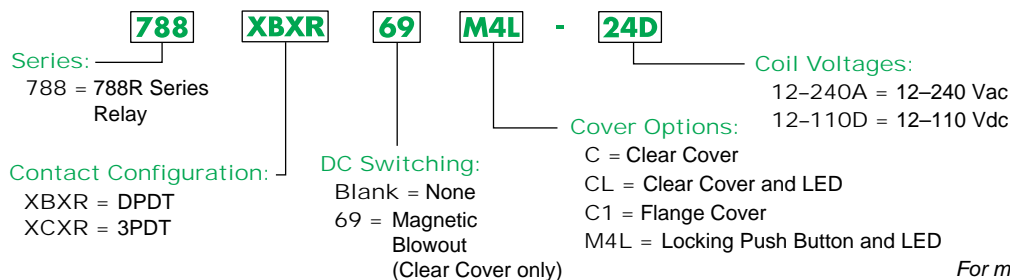 788 XBXR 69 M4L - 24D
Series:
788 = 788R Series
Relay
Contact Configuration:
XBXR = DPDT
XCXR = 3PDT
DC Switching:
Blank = None
69 = Magnetic
Blowout
(Clear Cover only)
Cover Options:
C = Clear Cover
CL = Clear Cover and LED
C1 = Flange Cover
M4L = Locking Push Button and LED
Coil Voltages:
12-240A = 12–240 Vac
12-110D = 12–110 Vdc
For m